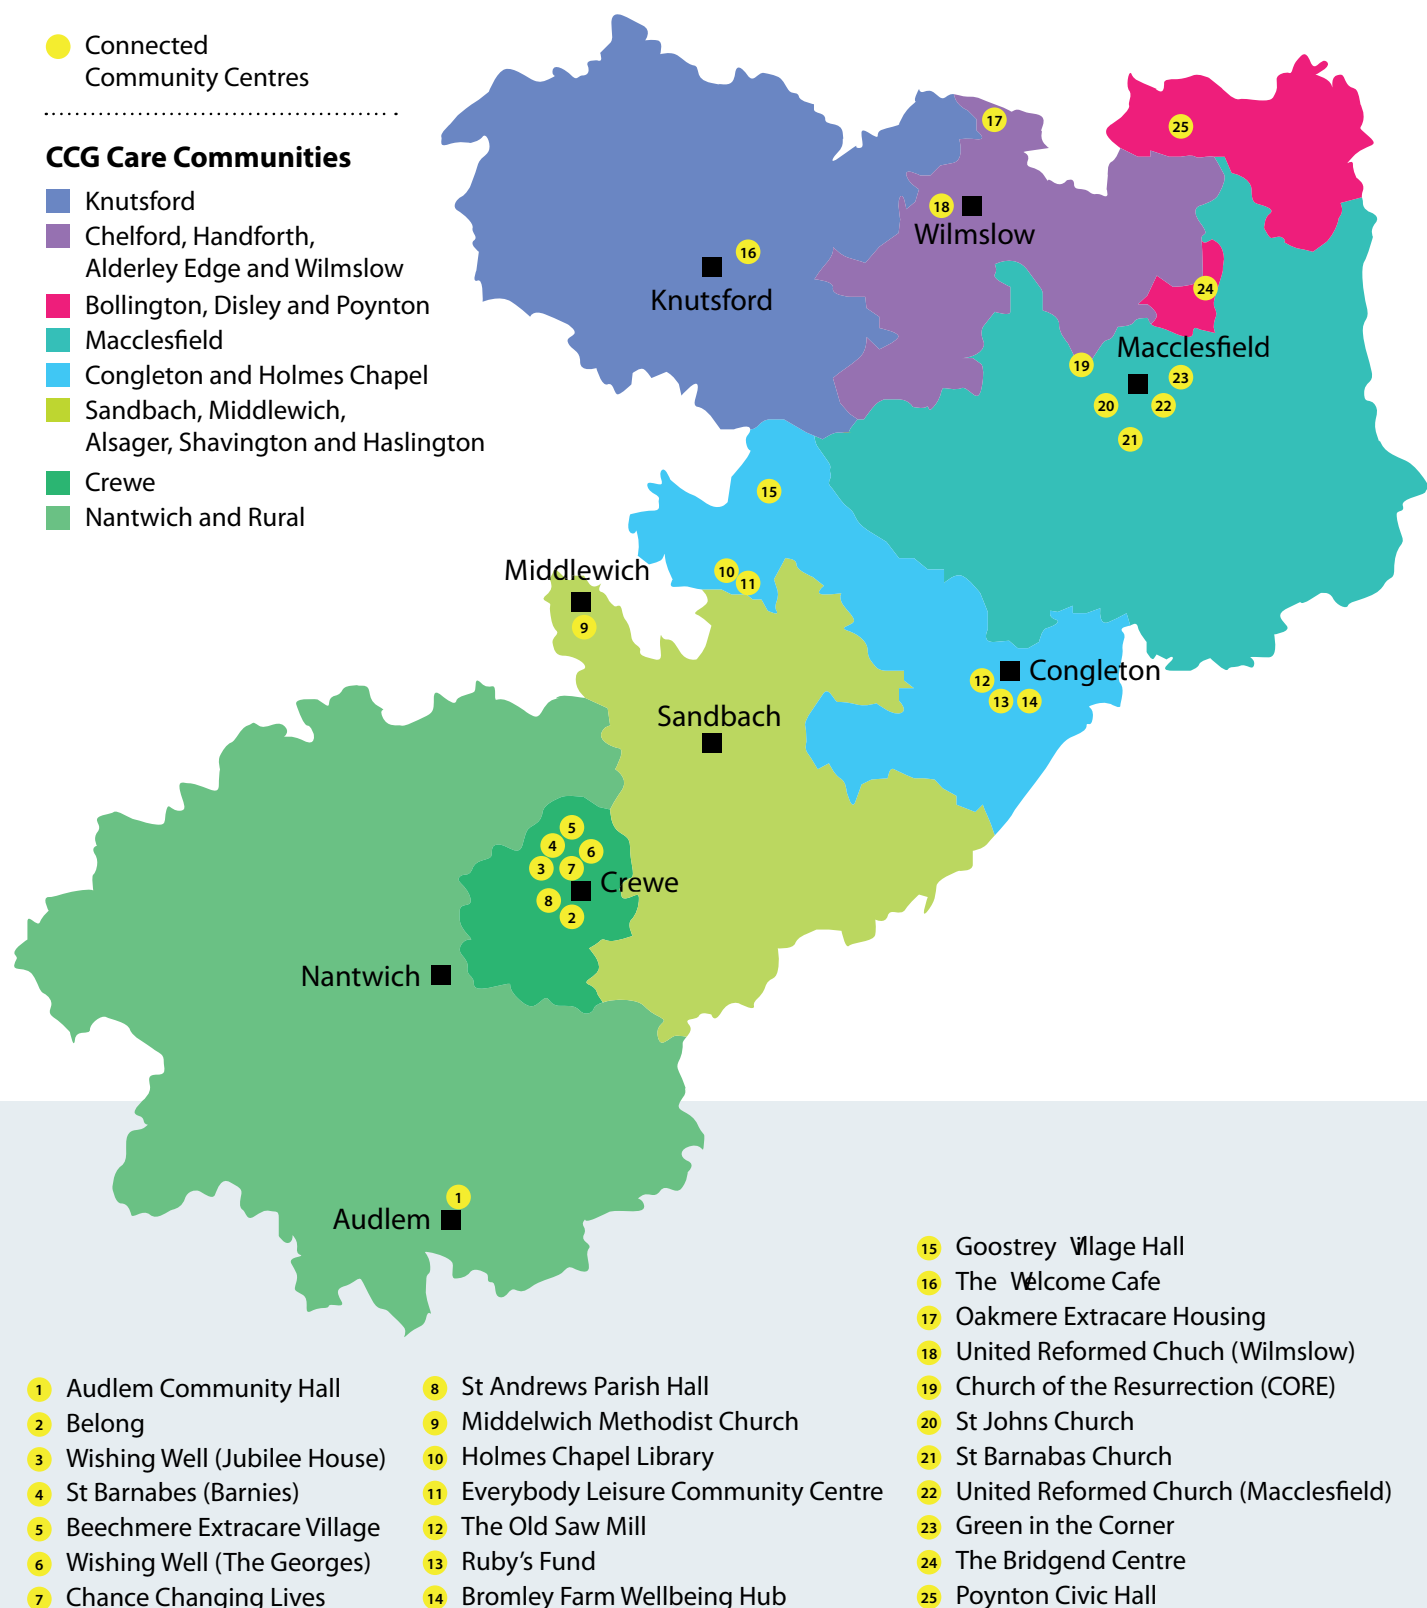 Connected
Community Centres
CCG Care Communities
Knutsford
Chelford, Handforth,
Alderley Edge and Wilmslow
Bollington, Disley and Poynton
Macclesfield
Congleton and Holmes Chapel
Sandbach, Middlewich,
Alsager, Shavington and Haslington
Crewe
Nantwich and Rural
17
25
18
Wilmslow
16
Knutsford
24
Macclesfield
19
23
20
22
21
15
Middlewich
10
11
9
Congleton
12
13
14
Sandbach
5
4
6
3
7
Crewe
8
2
Nantwich
1
Audlem
1 Audlem Community Hall
2 Belong
3 Wishing Well (Jubilee House)
4 St Barnabes (Barnies)
5 Beechmere Extracare Village
6 Wishing Well (The Georges)
7 Chance Changing Lives
8 St Andrews Parish Hall
9 Middelwich Methodist Church
10 Holmes Chapel Library
11 Everybody Leisure Community Centre
12 The Old Saw Mill
13 Ruby's Fund
14 Bromley Farm Wellbeing Hub
15 Goostrey Village Hall
16 The Welcome Cafe
17 Oakmere Extracare Housing
18 United Reformed Chuch (Wilmslow)
19 Church of the Resurrection (CORE)
20 St Johns Church
21 St Barnabas Church
22 United Reformed Church (Macclesfield)
23 Green in the Corner
24 The Bridgend Centre
25 Poynton Civic Hall